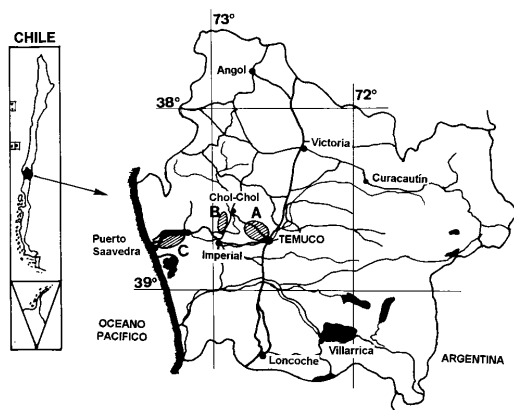 CHILE
73°
72°
Angol
38°
Victoria
Curacautín
Chol-Chol
B
A
TEMUCO
Puerto
Saavedra
C
Imperial
39°
OCEANO
PACIFICO
Villarrica
ARGENTINA
Loncoche